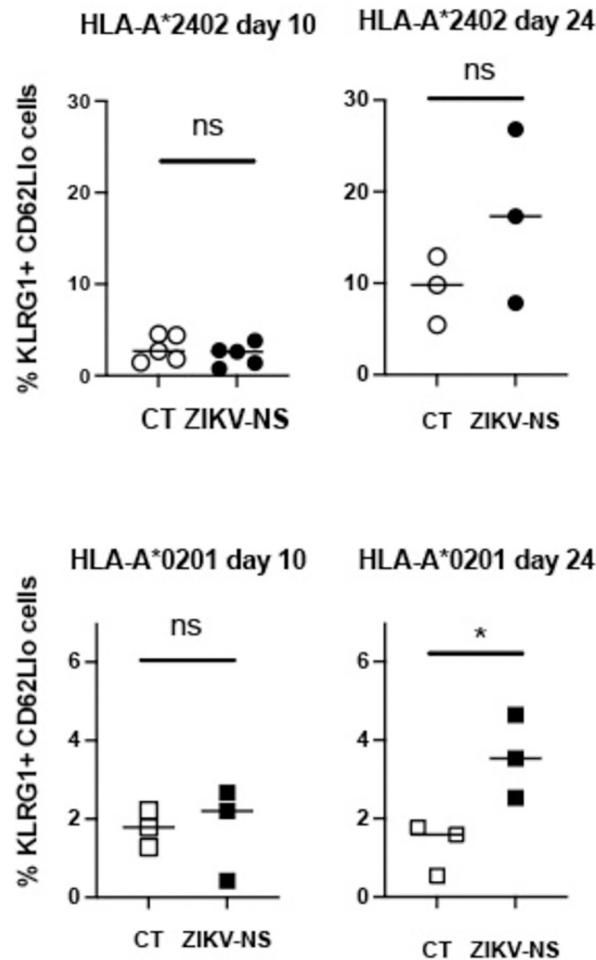 HLA-A*2402 day 10
HLA-A*2402 day 24
% KLRG1+ CD62Llo cells
30
20
10
0
ns
CT ZIKV-NS
30
20
10
0
ns
CT ZIKV-NS
HLA-A*0201 day 10
HLA-A*0201 day 24
% KLRG1+ CD62Llo cells
6
4
2
0
ns
CT ZIKV-NS
6
4
2
0
*
CT ZIKV-NS